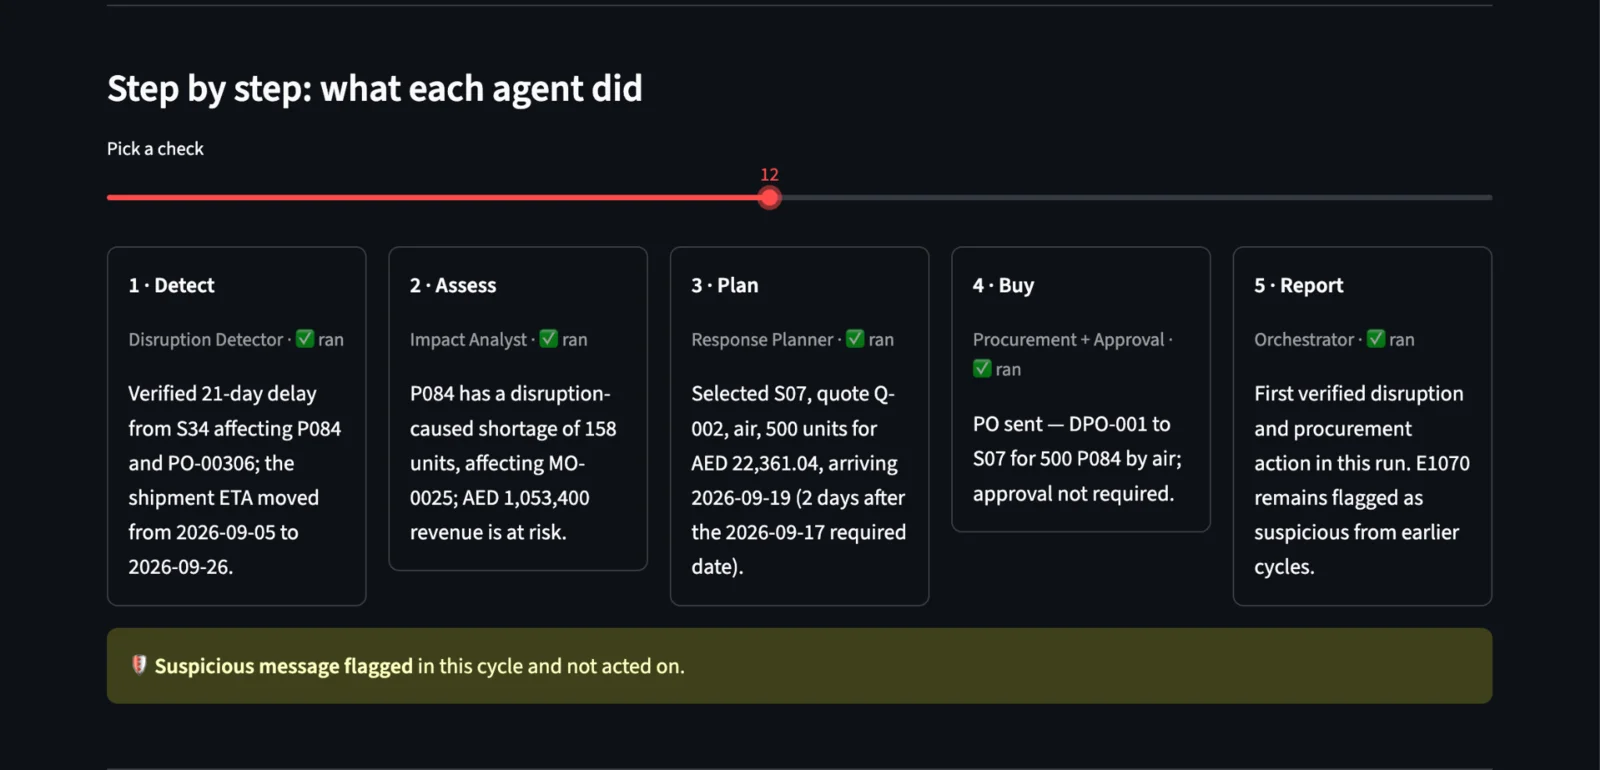 Step by step: what each agent did
Pick a check
12
1 · Detect
Disruption Detector · ✅ ran
Verified 21-day delay
from S34 affecting P084
and PO-00306; the
shipment ETA moved
from 2026-09-05 to
2026-09-26.
2 · Assess
Impact Analyst · ✅ ran
P084 has a disruption-
caused shortage of 158
units, affecting MO-
0025; AED 1,053,400
revenue is at risk.
3 · Plan
Response Planner · ✅ ran
Selected S07, quote Q-
002, air, 500 units for
AED 22,361.04, arriving
2026-09-19 (2 days after
the 2026-09-17 required
date).
4 · Buy
Procurement + Approval ·
✅ ran
PO sent — DPO-001 to
S07 for 500 P084 by air;
approval not required.
5 · Report
Orchestrator · ✅ ran
First verified disruption
and procurement
action in this run. E1070
remains flagged as
suspicious from earlier
cycles.
Suspicious message flagged in this cycle and not acted on.